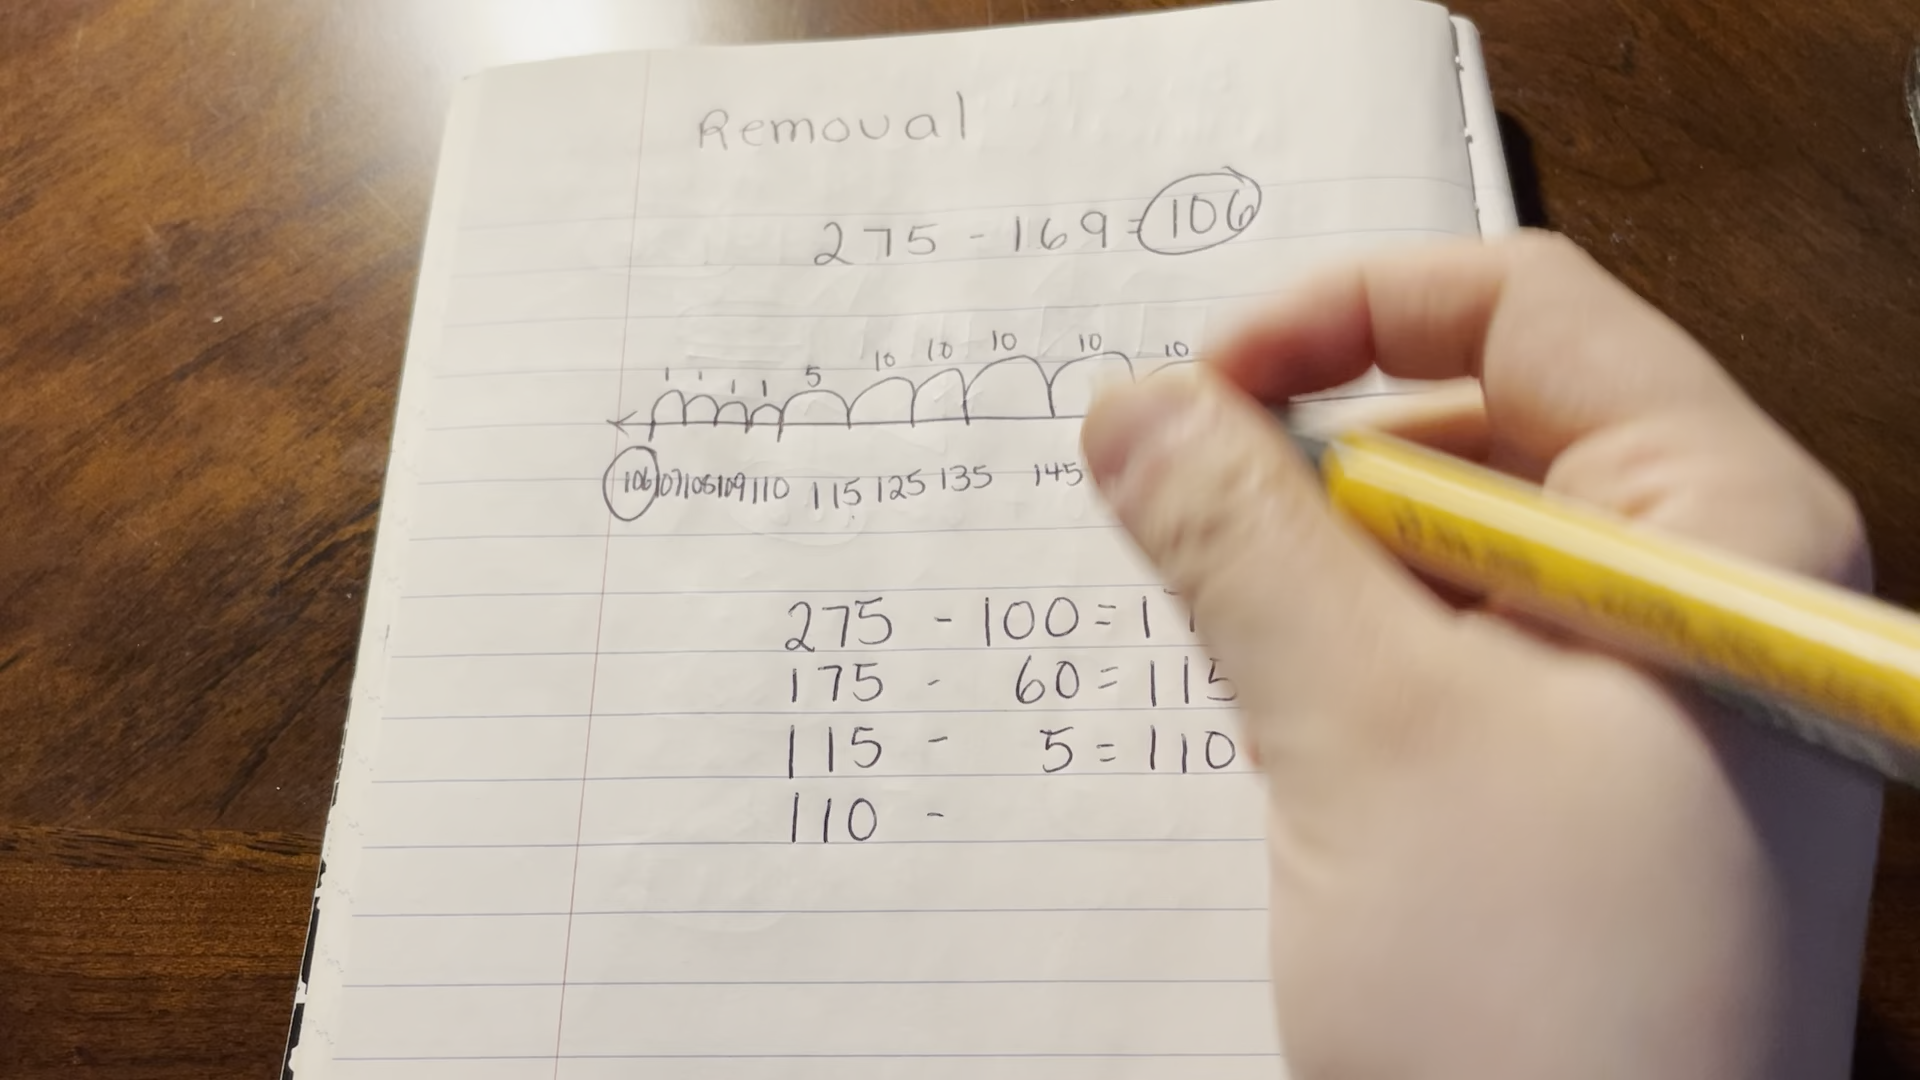 Removal
275 - 169 = 106
1 1 1 1 5 10 10 10 10 10
106 107 108 109 110 115 125 135 145
275 - 100 = 17
175 - 60 = 115
115 - 5 = 110
110 -